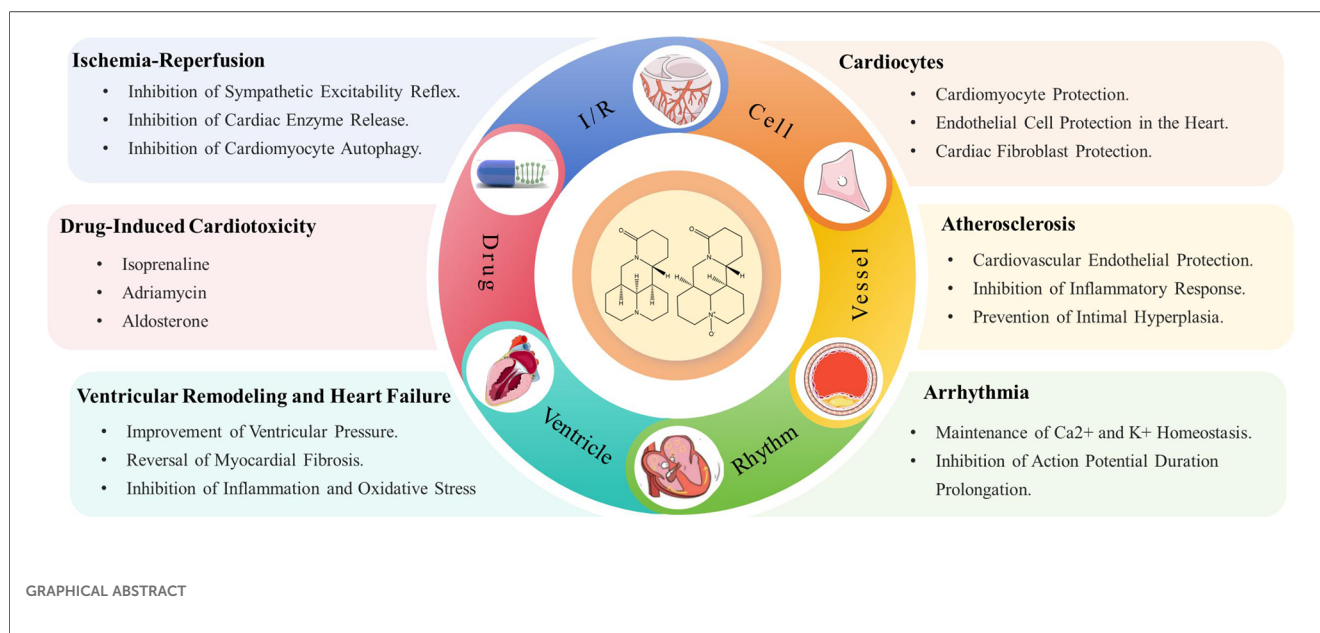 Ischemia-Reperfusion
• Inhibition of Sympathetic Excitability Reflex.
• Inhibition of Cardiac Enzyme Release.
• Inhibition of Cardiomyocyte Autophagy.
Drug-Induced Cardiotoxicity
• Isoprenaline
• Adriamycin
• Aldosterone
Ventricular Remodeling and Heart Failure
• Improvement of Ventricular Pressure.
• Reversal of Myocardial Fibrosis.
• Inhibition of Inflammation and Oxidative Stress
I/R
Cell
Vessel
Rhythm
Ventricle
Drug
O
N
H
H
H
N
O
N
H
H
H
N+
O-
Cardiocytes
• Cardiomyocyte Protection.
• Endothelial Cell Protection in the Heart.
• Cardiac Fibroblast Protection.
Atherosclerosis
• Cardiovascular Endothelial Protection.
• Inhibition of Inflammatory Response.
• Prevention of Intimal Hyperplasia.
Arrhythmia
• Maintenance of Ca2+ and K+ Homeostasis.
• Inhibition of Action Potential Duration
Prolongation.
GRAPHICAL ABSTRACT